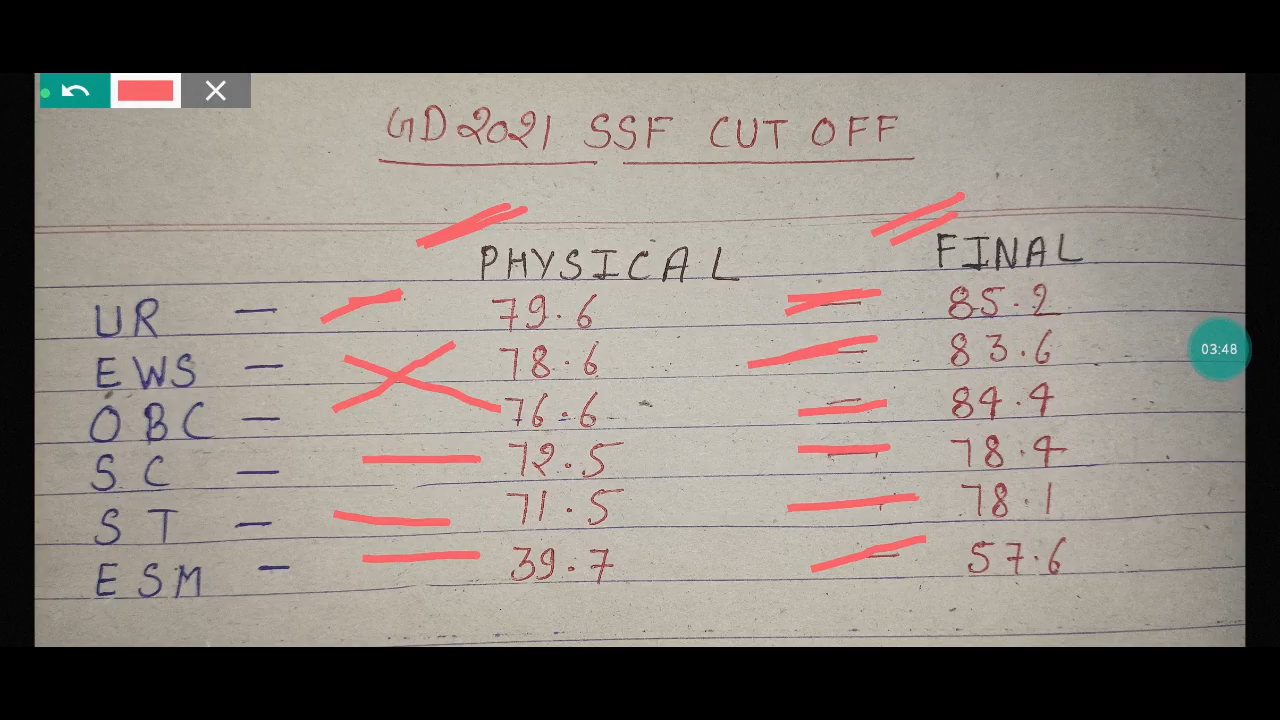 GD 2021 SSF CUT OFF
PHYSICAL FINAL
UR — 79.6 — 85.2
EWS — 78.6 — 83.6
OBC — 76.6 — 84.4
SC — 72.5 — 78.4
ST — 71.5 — 78.1
ESM — 39.7 — 57.6
03:48